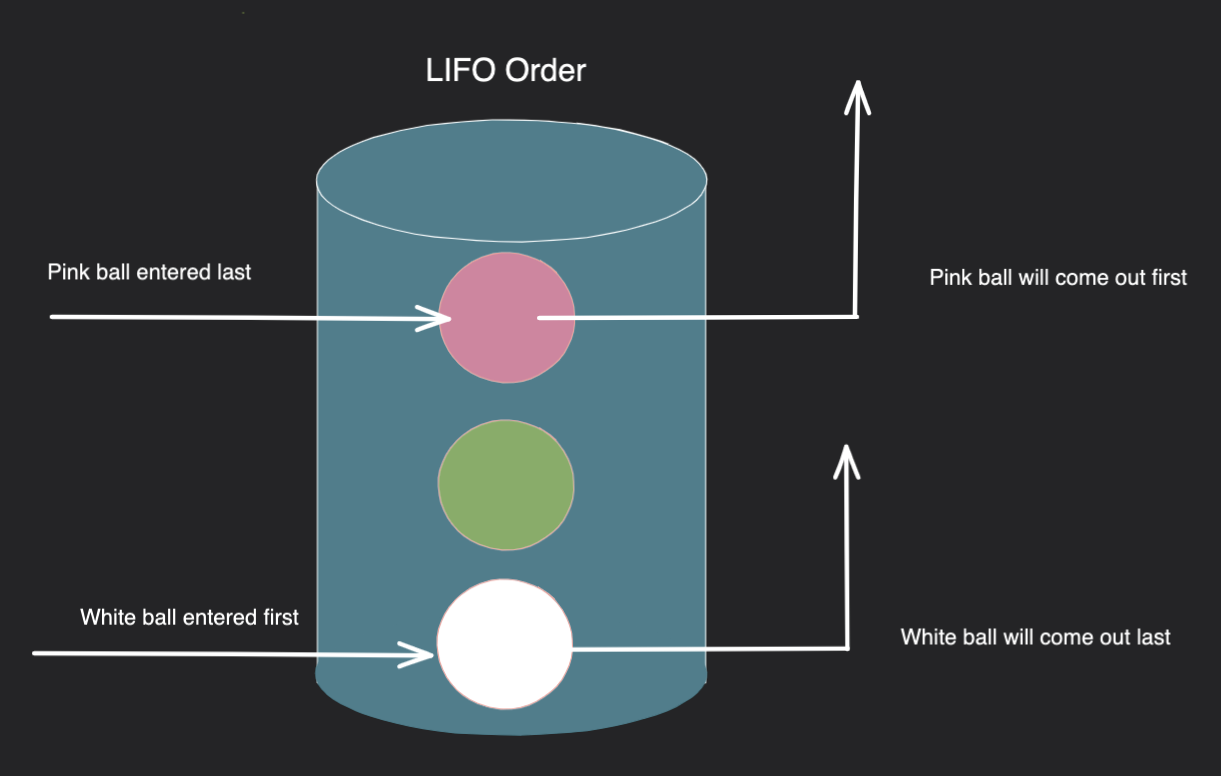 LIFO Order
Pink ball entered last
Pink ball will come out first
White ball entered first
White ball will come out last